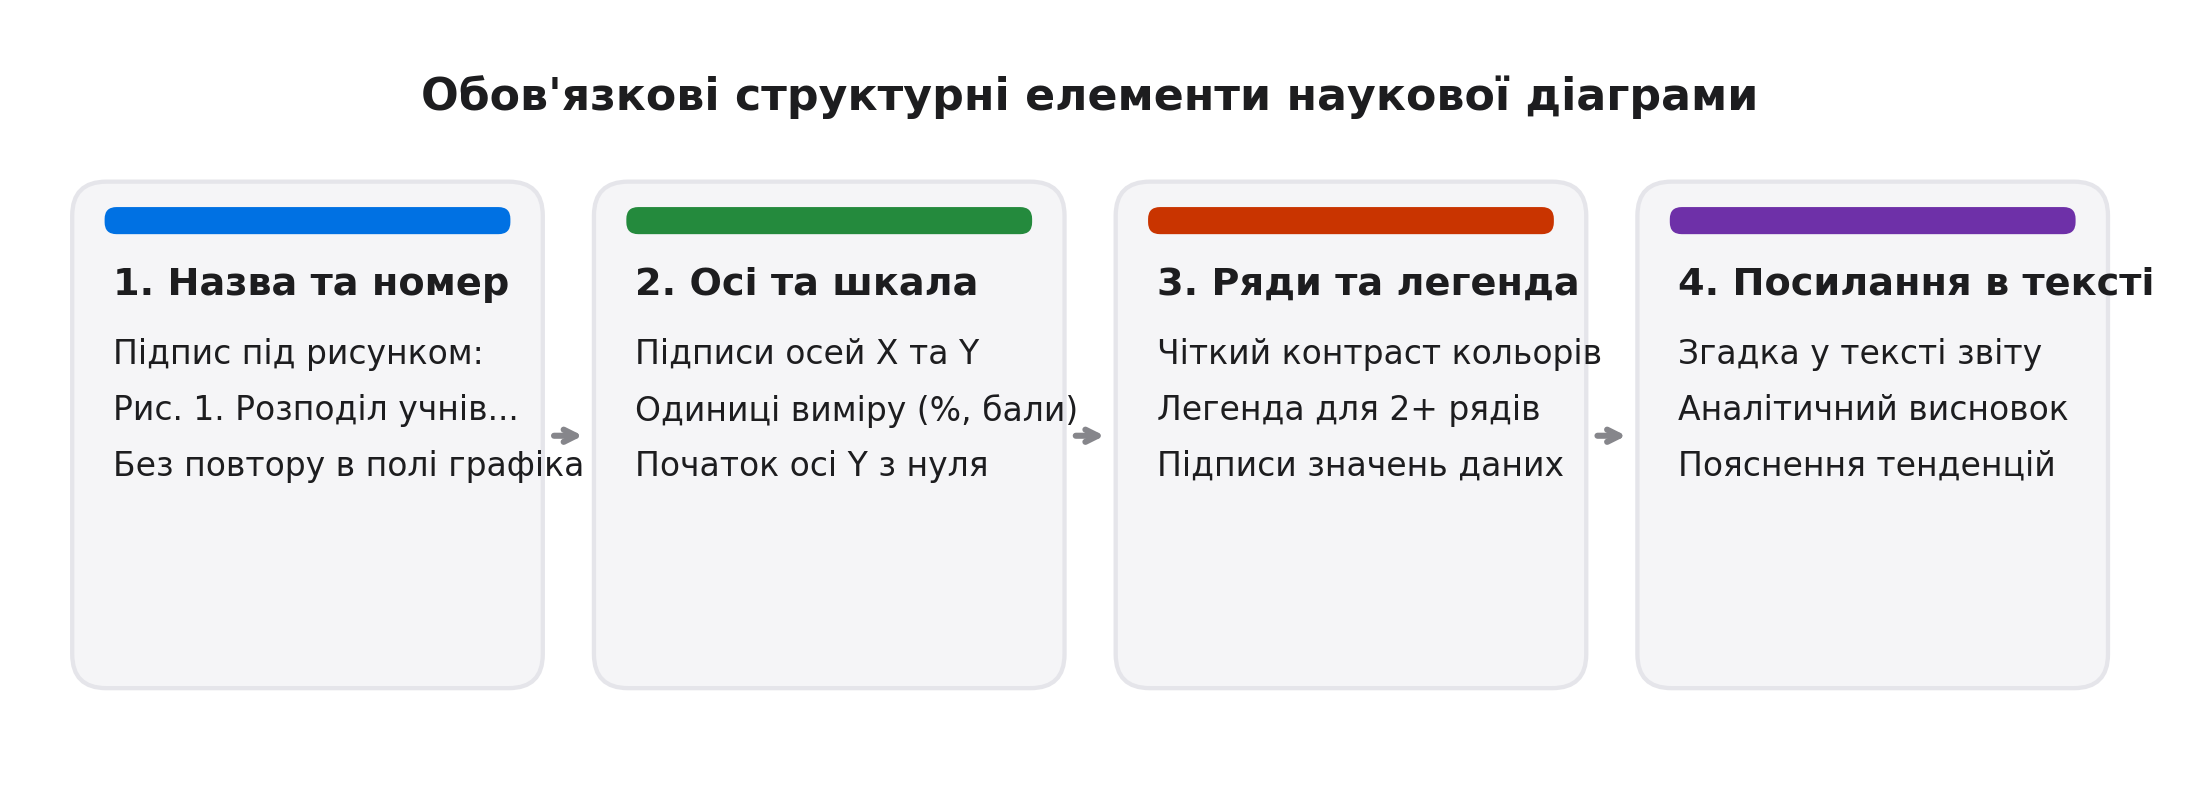 Обов'язкові структурні елементи наукової діаграми
1. Назва та номер
Підпис під рисунком:
Рис. 1. Розподіл учнів...
Без повтору в полі графіка
2. Осі та шкала
Підписи осей X та Y
Одиниці виміру (%, бали)
Початок осі Y з нуля
3. Ряди та легенда
Чіткий контраст кольорів
Легенда для 2+ рядів
Підписи значень даних
4. Посилання в тексті
Згадка у тексті звіту
Аналітичний висновок
Пояснення тенденцій